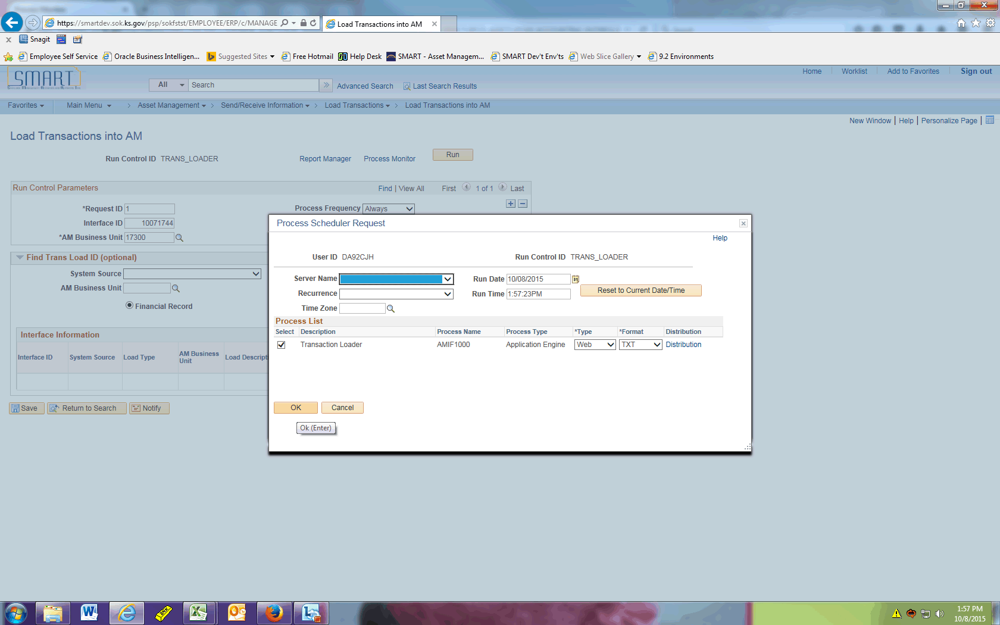 https://smartdev.sok.ks.gov/psp/sokfstst/EMPLOYEE/ERP/c/MANAGE
Load Transactions into AM
x Snagit
Employee Self Service Oracle Business Intelligen... Suggested Sites Free Hotmail Help Desk SMART - Asset Managem... SMART Dev't Env'ts Web Slice Gallery 9.2 Environments
SMART
Home Worklist Add to Favorites Sign out
All Search Advanced Search Last Search Results
Favorites Main Menu > Asset Management > Send/Receive Information > Load Transactions > Load Transactions into AM
New Window | Help | Personalize Page |
Load Transactions into AM
Run Control ID TRANS_LOADER Report Manager Process Monitor Run
Run Control Parameters Find | View All First 1 of 1 Last
*Request ID 1 Process Frequency Always
Interface ID 10071744
*AM Business Unit 17300
Find Trans Load ID (optional)
System Source
AM Business Unit
Financial Record
Interface Information
Interface ID System Source Load Type AM Business Unit Load Descripti
Save Return to Search Notify
Process Scheduler Request
Help
User ID DA92CJH Run Control ID TRANS_LOADER
Server Name Run Date 10/08/2015
Recurrence Run Time 1:57:23PM Reset to Current Date/Time
Time Zone
Process List
Select Description Process Name Process Type *Type *Format Distribution
Transaction Loader AMIF1000 Application Engine Web TXT Distribution
OK Cancel
Ok (Enter)
1:57 PM
10/8/2015